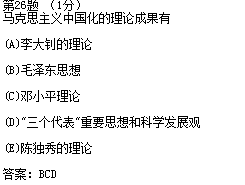 第26题 （1分）
马克思主义中国化的理论成果有
(A)李大钊的理论
(B)毛泽东思想
(C)邓小平理论
(D)“三个代表”重要思想和科学发展观
(E)陈独秀的理论
答案：BCD